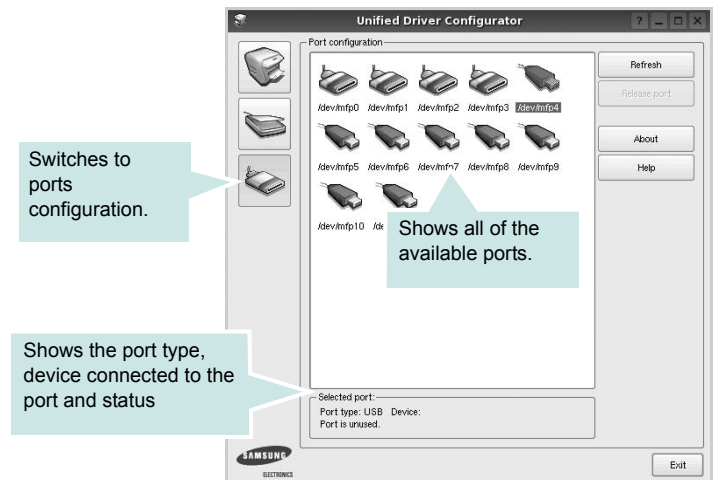 Unified Driver Configurator
Port configuration
/dev/mfp0 /dev/mfp1 /dev/mfp2 /dev/mfp3 /dev/mfp4
/dev/mfp5 /dev/mfp6 /dev/mfp7 /dev/mfp8 /dev/mfp9
/dev/mfp10 /de
Refresh
Release port
About
Help
Switches to
ports
configuration.
Shows all of the
available ports.
Shows the port type,
device connected to the
port and status
Selected port:
Port type: USB Device:
Port is unused.
SAMSUNG
ELECTRONICS
Exit